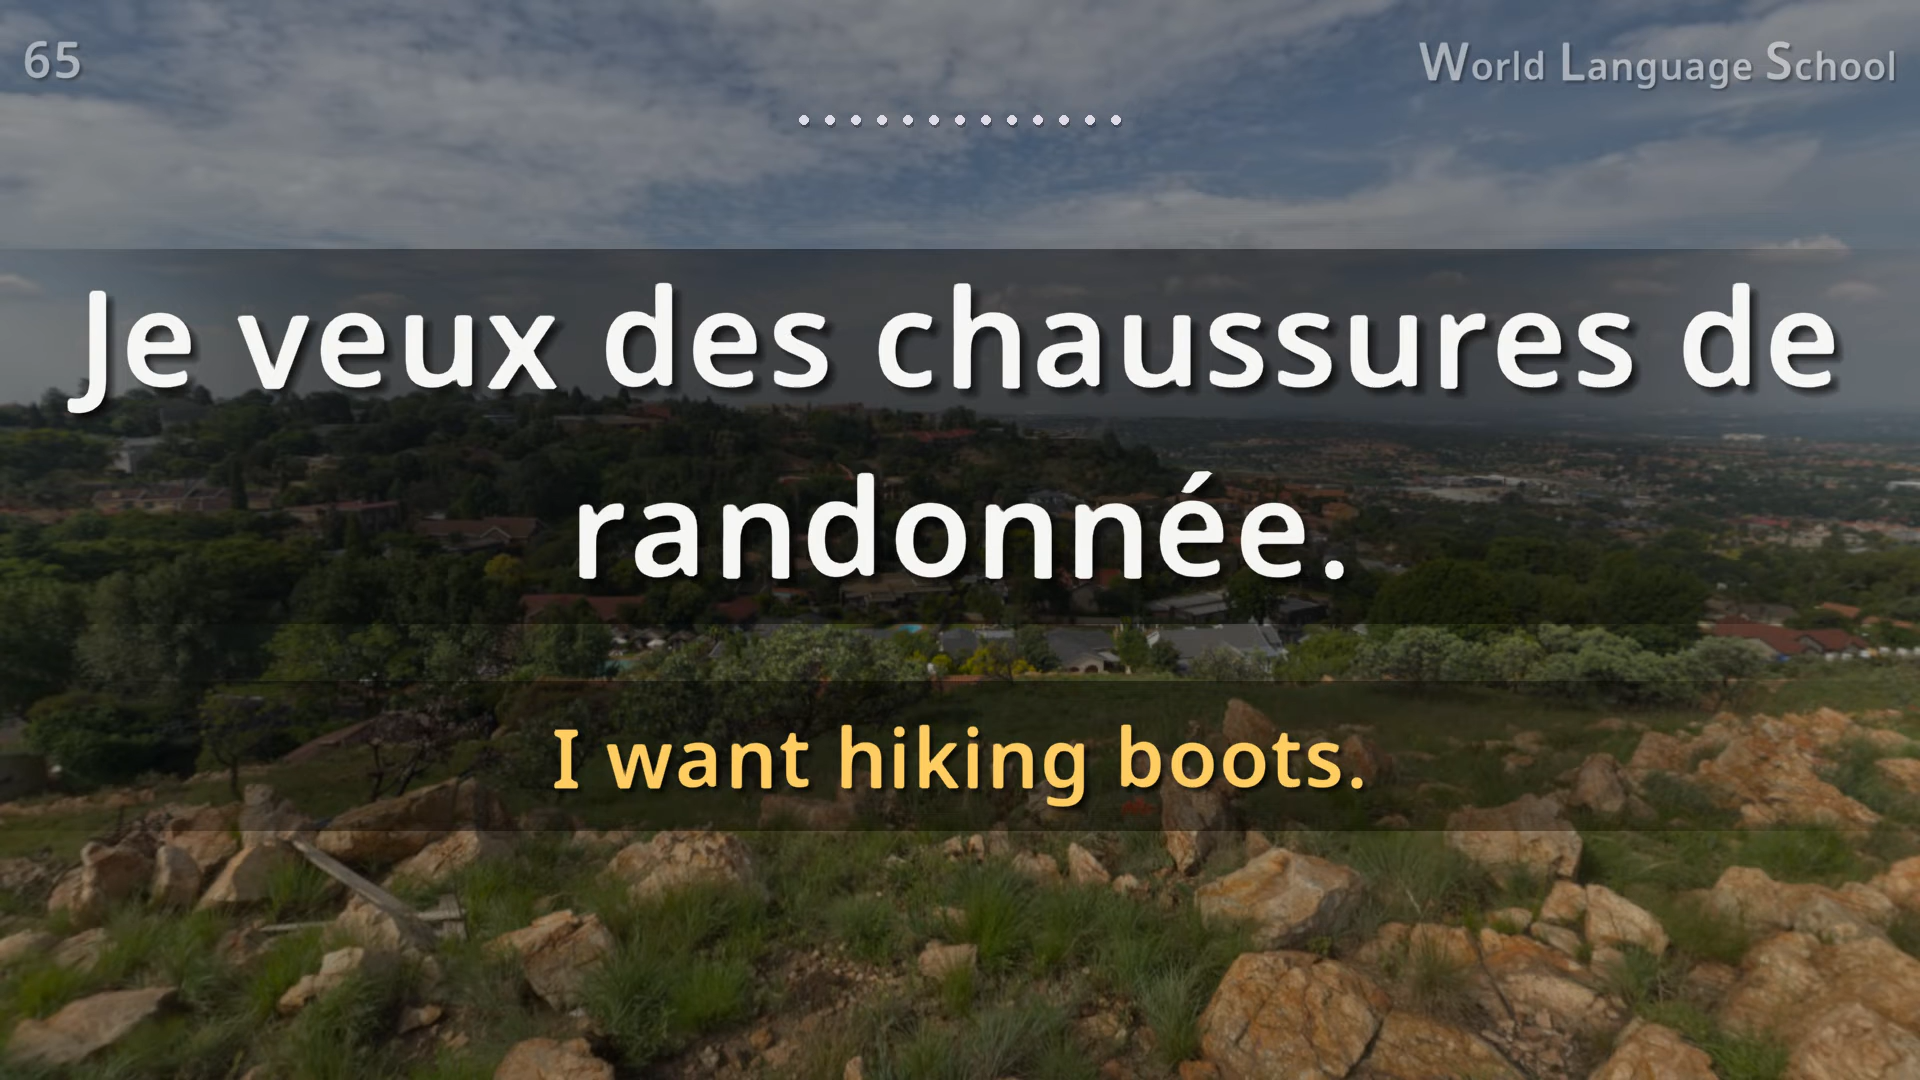 65
World Language School
Je veux des chaussures de
randonnée.
I want hiking boots.